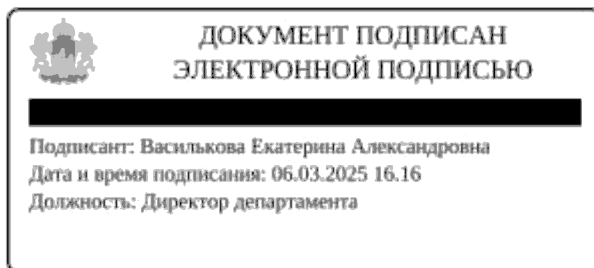 ДОКУМЕНТ ПОДПИСАН
ЭЛЕКТРОННОЙ ПОДПИСЬЮ
Подписант: Василькова Екатерина Александровна
Дата и время подписания: 06.03.2025 16.16
Должность: Директор департамента